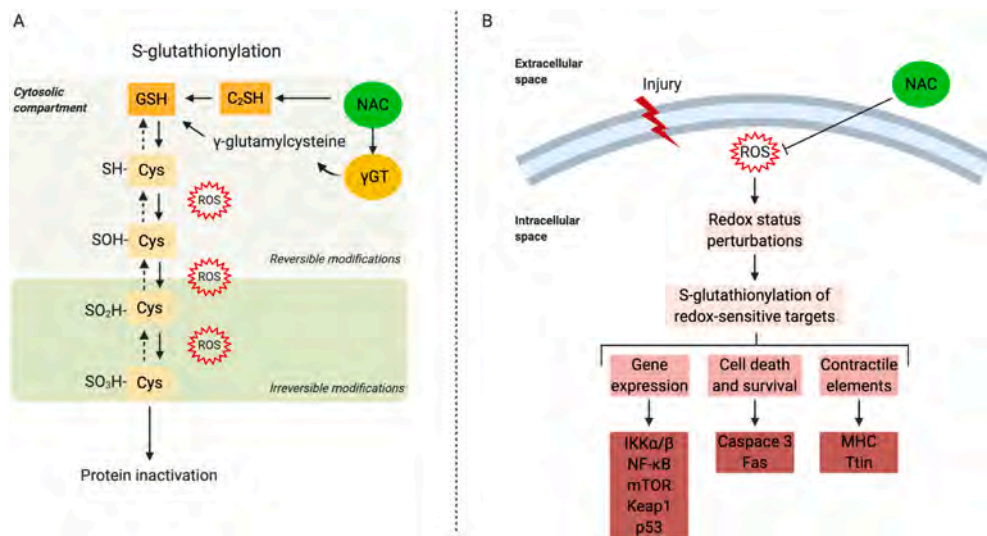 A
S-glutathionylation
Cytosolic
compartment
GSH
C₂SH
NAC
γ-glutamylcysteine
γGT
SH-
Cys
ROS
SOH-
Cys
Reversible modifications
ROS
SO₂H-
Cys
ROS
SO₃H-
Cys
Irreversible modifications
Protein inactivation
B
Extracellular
space
Injury
NAC
ROS
Intracellular
space
Redox status
perturbations
S-glutathionylation of
redox-sensitive targets
Gene
expression
Cell death
and survival
Contractile
elements
IKKα/β
NF-κB
mTOR
Keap1
p53
Caspace 3
Fas
MHC
Ttin